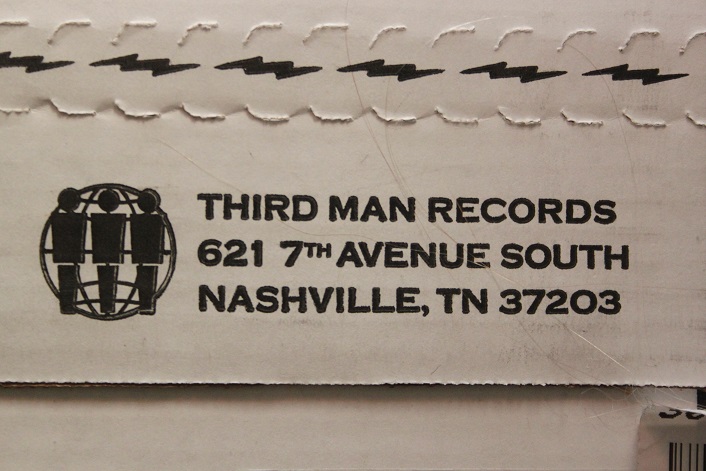 THIRD MAN RECORDS
621 7TH AVENUE SOUTH
NASHVILLE, TN 37203